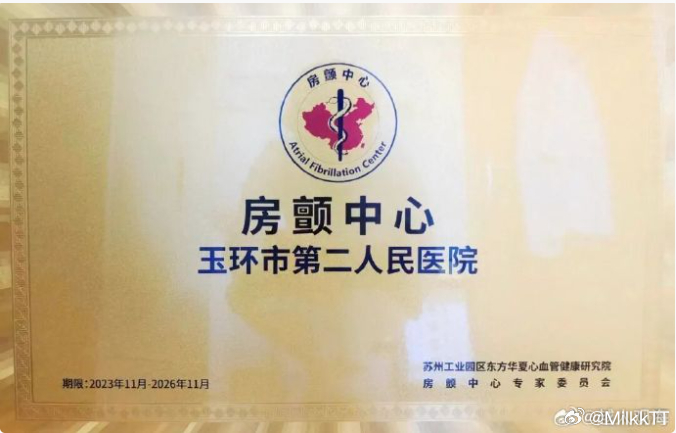 房颤中心
Atrial Fibrillation Center
房颤中心
玉环市第二人民医院
期限：2023年11月-2026年11月
苏州工业园区东方华夏心血管健康研究院
房颤中心专家委员会
@MilkkTT